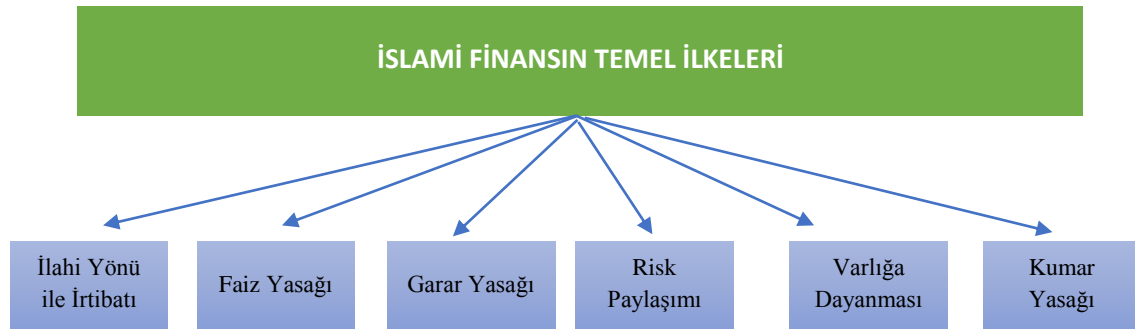 İSLAMİ FİNANSIN TEMEL İLKELERİ
İlahi Yönü
ile İrtibatı
Faiz Yasağı
Garar Yasağı
Risk
Paylaşımı
Varlığa
Dayanması
Kumar
Yasağı